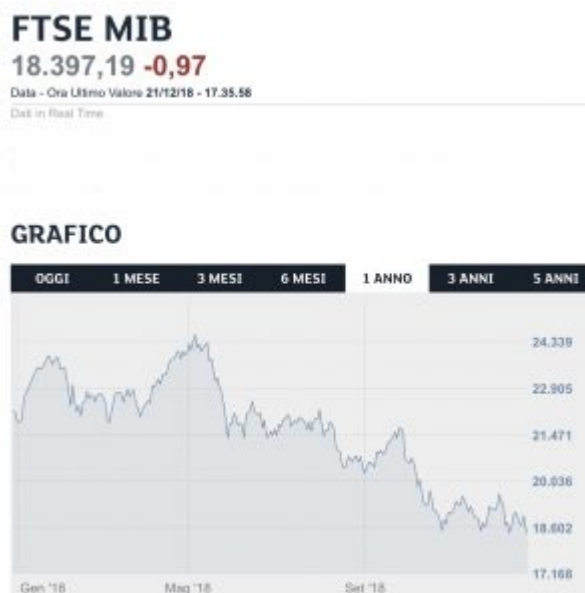 FTSE MIB
18.397,19 -0,97
Data - Ora Ultimo Valore 21/12/18 - 17.35.58
Dati in Real Time
GRAFICO
OGGI 1 MESE 3 MESI 6 MESI 1 ANNO 3 ANNI 5 ANNI
24.339
22.905
21.471
20.036
18.602
17.168
Gen '18 Mag '18 Set '18